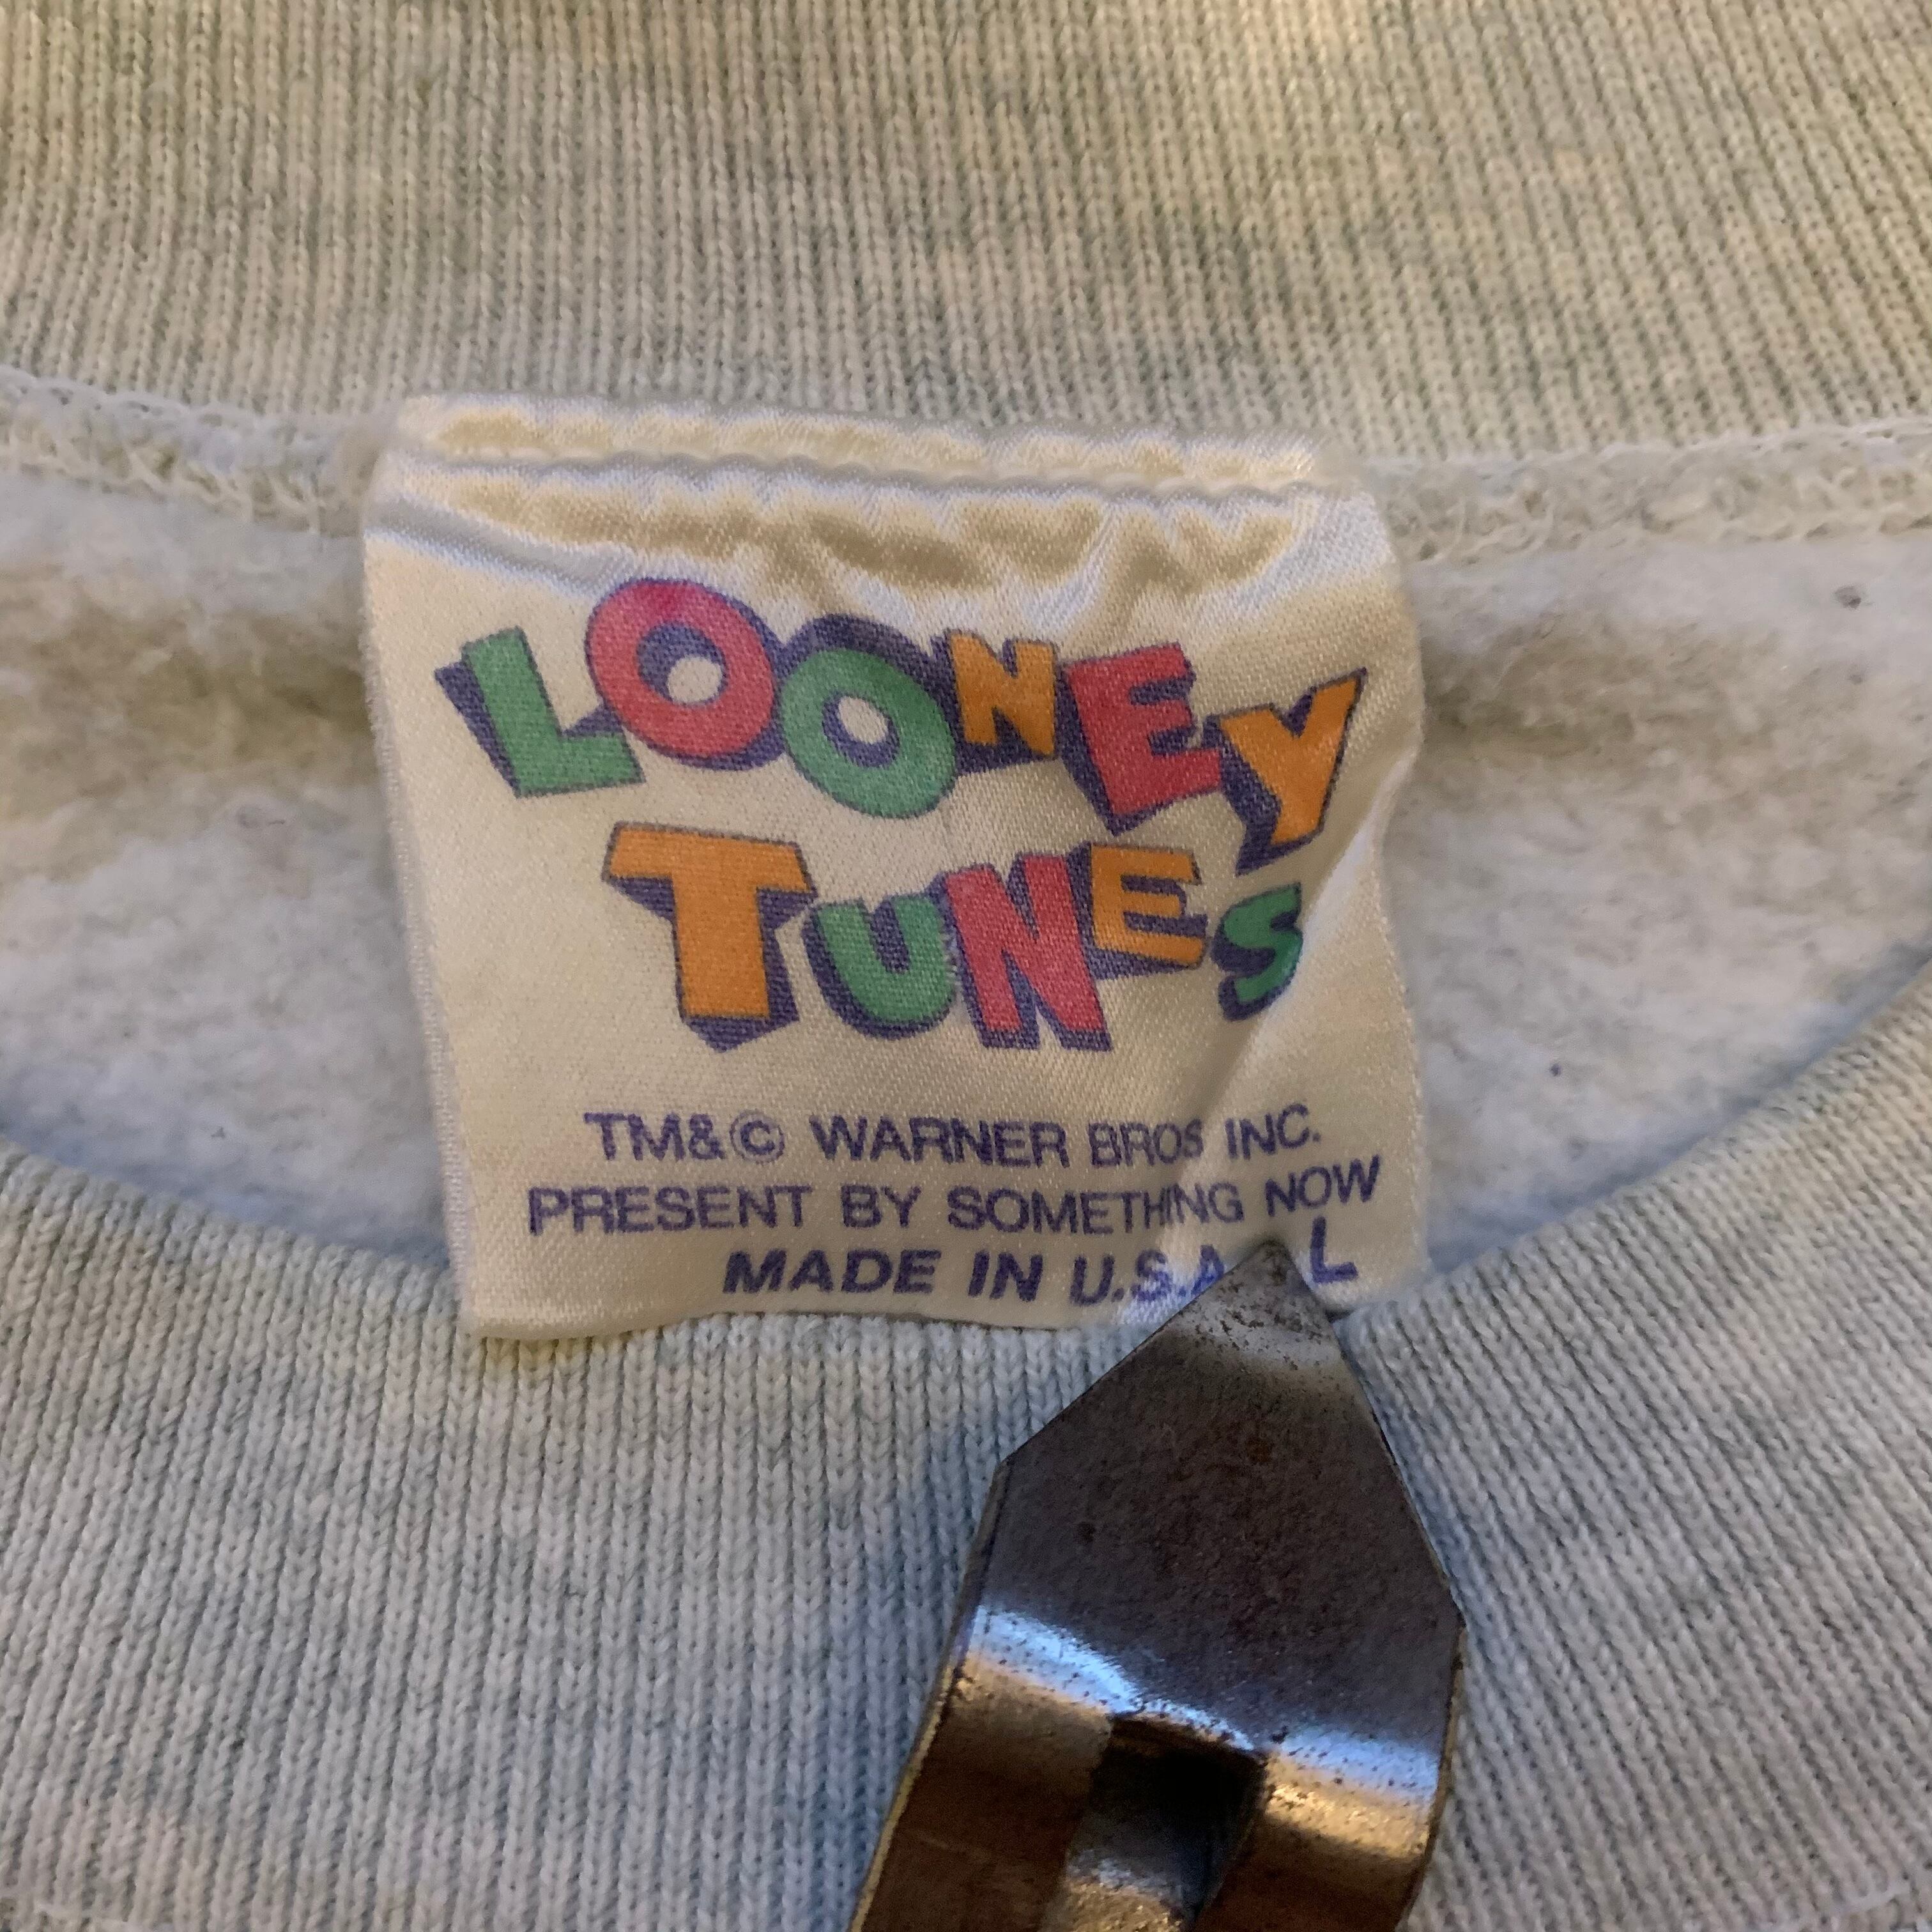 LOONEY
TUNES
TM&© WARNER BROS INC.
PRESENT BY SOMETHING NOW
MADE IN U.S.A L